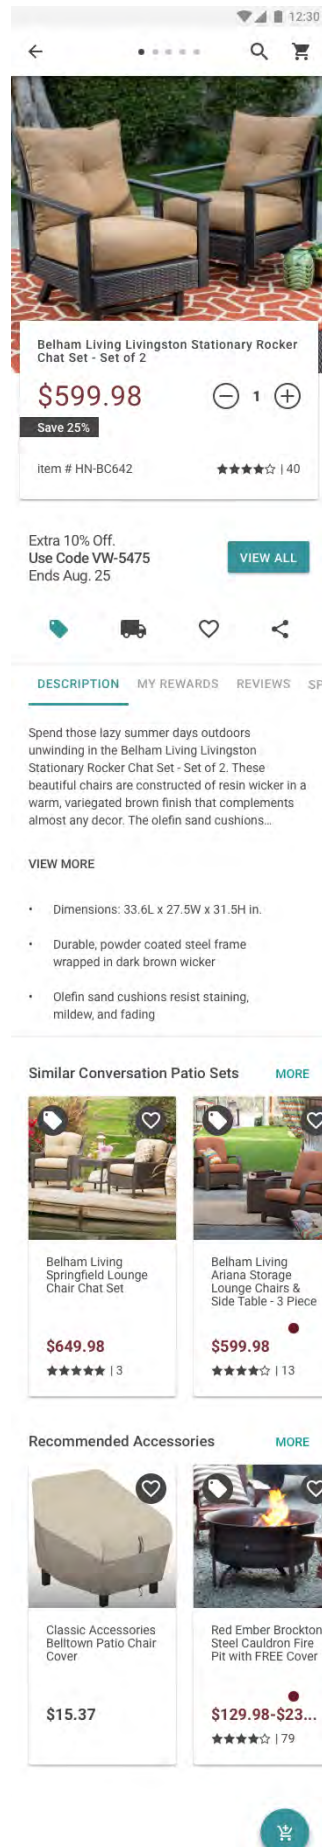 12:30
Belham Living Livingston Stationary Rocker
Chat Set - Set of 2
$599.98
1
Save 25%
item # HN-BC642
| 40
Extra 10% Off.
Use Code VW-5475
Ends Aug. 25
VIEW ALL
DESCRIPTION MY REWARDS REVIEWS SP
Spend those lazy summer days outdoors
unwinding in the Belham Living Livingston
Stationary Rocker Chat Set - Set of 2. These
beautiful chairs are constructed of resin wicker in a
warm, variegated brown finish that complements
almost any decor. The olefin sand cushions...
VIEW MORE
• Dimensions: 33.6L x 27.5W x 31.5H in.
• Durable, powder coated steel frame
wrapped in dark brown wicker
• Olefin sand cushions resist staining,
mildew, and fading
Similar Conversation Patio Sets MORE
Belham Living
Springfield Lounge
Chair Chat Set
$649.98
| 3
Belham Living
Ariana Storage
Lounge Chairs &
Side Table - 3 Piece
$599.98
| 13
Recommended Accessories MORE
Classic Accessories
Belltown Patio Chair
Cover
$15.37
Red Ember Brockton
Steel Cauldron Fire
Pit with FREE Cover
$129.98-$23...
| 79